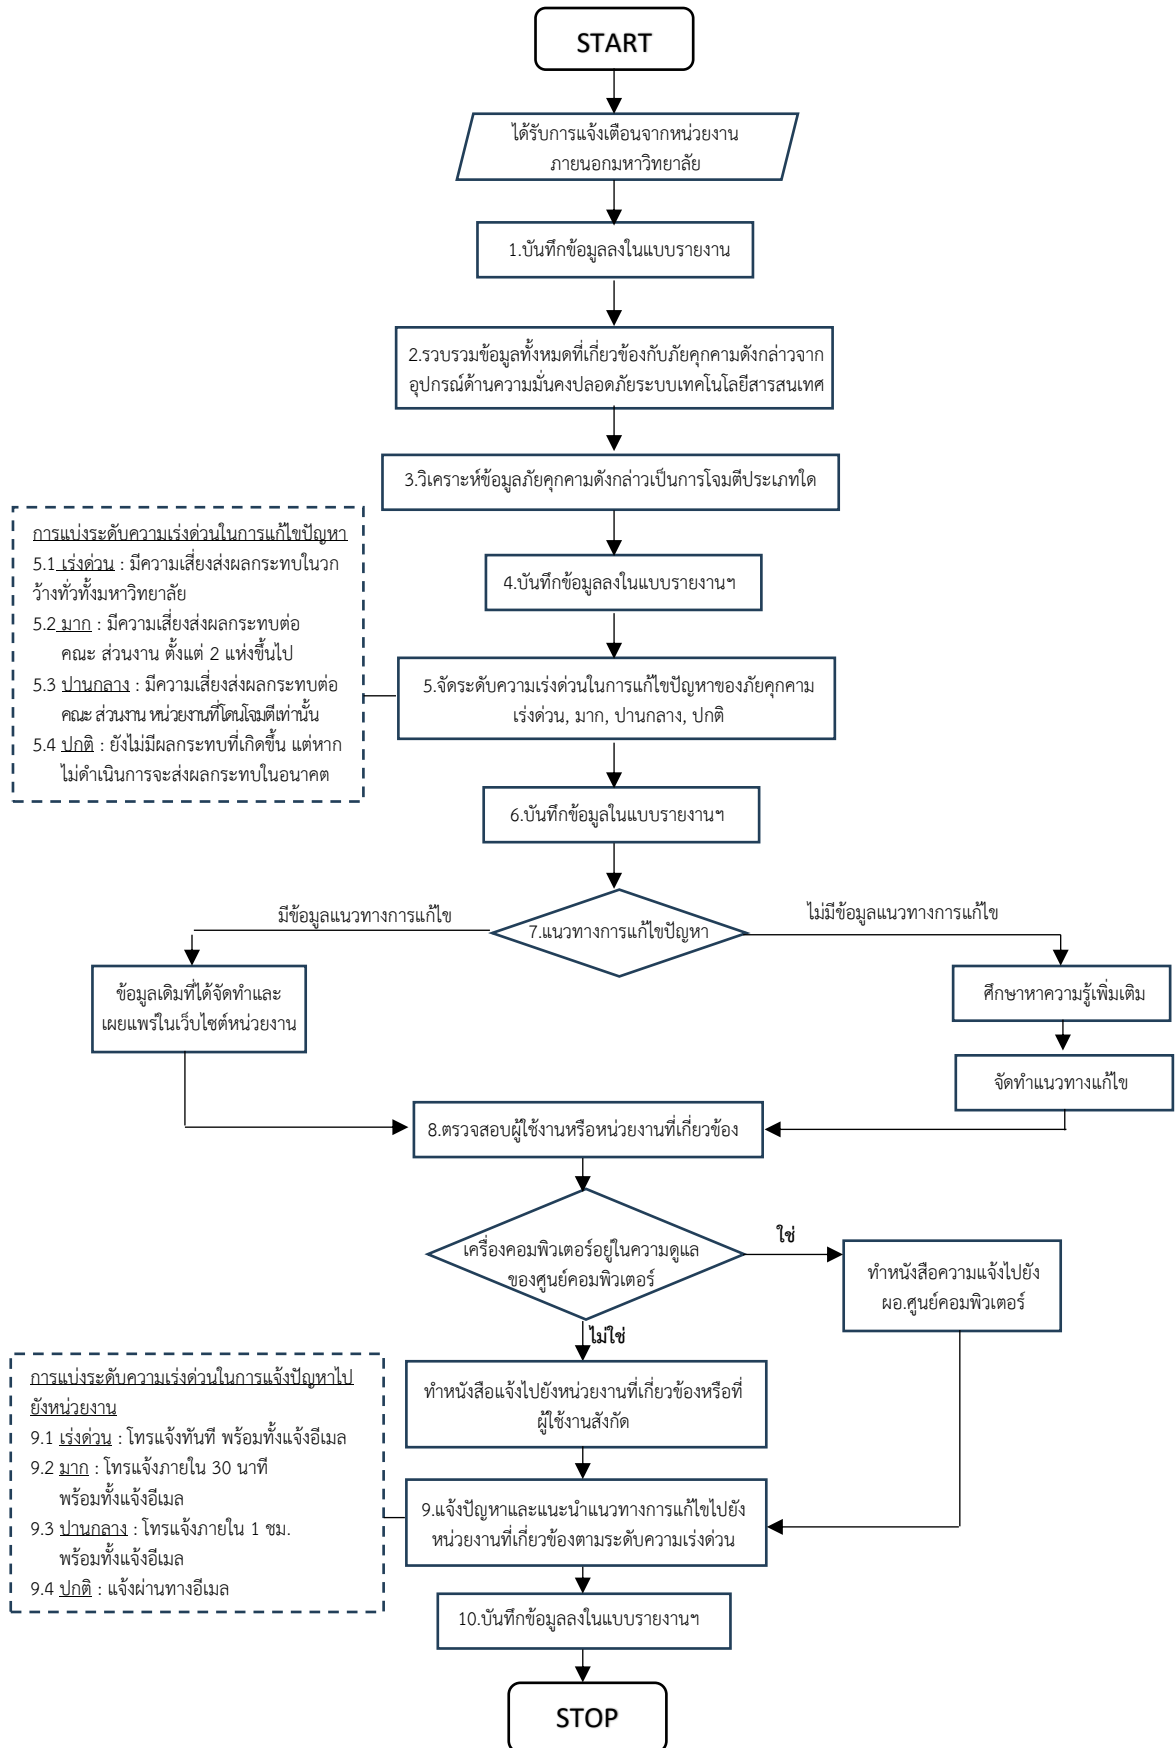 START
ได้รับการแจ้งเตือนจากหน่วยงาน
ภายนอกมหาวิทยาลัย
1.บันทึกข้อมูลลงในแบบรายงาน
2.รวบรวมข้อมูลทั้งหมดที่เกี่ยวข้องกับภัยคุกคามดังกล่าวจาก
อุปกรณ์ด้านความมั่นคงปลอดภัยระบบเทคโนโลยีสารสนเทศ
3.วิเคราะห์ข้อมูลภัยคุกคามดังกล่าวเป็นการโจมตีประเภทใด
การแบ่งระดับความเร่งด่วนในการแก้ไขปัญหา
5.1 เร่งด่วน : มีความเสี่ยงส่งผลกระทบในวก
ว้างทั่วทั้งมหาวิทยาลัย
5.2 มาก : มีความเสี่ยงส่งผลกระทบต่อ
คณะ ส่วนงาน ตั้งแต่ 2 แห่งขึ้นไป
5.3 ปานกลาง : มีความเสี่ยงส่งผลกระทบต่อ
คณะ ส่วนงาน หน่วยงานที่โดนโจมตีเท่านั้น
5.4 ปกติ : ยังไม่มีผลกระทบที่เกิดขึ้น แต่หาก
ไม่ดำเนินการจะส่งผลกระทบในอนาคต
4.บันทึกข้อมูลลงในแบบรายงานฯ
5.จัดระดับความเร่งด่วนในการแก้ไขปัญหาของภัยคุกคาม
เร่งด่วน, มาก, ปานกลาง, ปกติ
6.บันทึกข้อมูลในแบบรายงานฯ
7.แนวทางการแก้ไขปัญหา
มีข้อมูลแนวทางการแก้ไข
ไม่มีข้อมูลแนวทางการแก้ไข
ข้อมูลเดิมที่ได้จัดทำและ
เผยแพร่ในเว็บไซต์หน่วยงาน
ศึกษาหาความรู้เพิ่มเติม
จัดทำแนวทางแก้ไข
8.ตรวจสอบผู้ใช้งานหรือหน่วยงานที่เกี่ยวข้อง
เครื่องคอมพิวเตอร์อยู่ในความดูแล
ของศูนย์คอมพิวเตอร์
ใช่
ทำหนังสือความแจ้งไปยัง
ผอ.ศูนย์คอมพิวเตอร์
ไม่ใช่
ทำหนังสือแจ้งไปยังหน่วยงานที่เกี่ยวข้องหรือที่
ผู้ใช้งานสังกัด
การแบ่งระดับความเร่งด่วนในการแจ้งปัญหาไป
ยังหน่วยงาน
9.1 เร่งด่วน : โทรแจ้งทันที พร้อมทั้งแจ้งอีเมล
9.2 มาก : โทรแจ้งภายใน 30 นาที
พร้อมทั้งแจ้งอีเมล
9.3 ปานกลาง : โทรแจ้งภายใน 1 ชม.
พร้อมทั้งแจ้งอีเมล
9.4 ปกติ : แจ้งผ่านทางอีเมล
9.แจ้งปัญหาและแนะนำแนวทางการแก้ไขไปยัง
หน่วยงานที่เกี่ยวข้องตามระดับความเร่งด่วน
10.บันทึกข้อมูลลงในแบบรายงานฯ
STOP